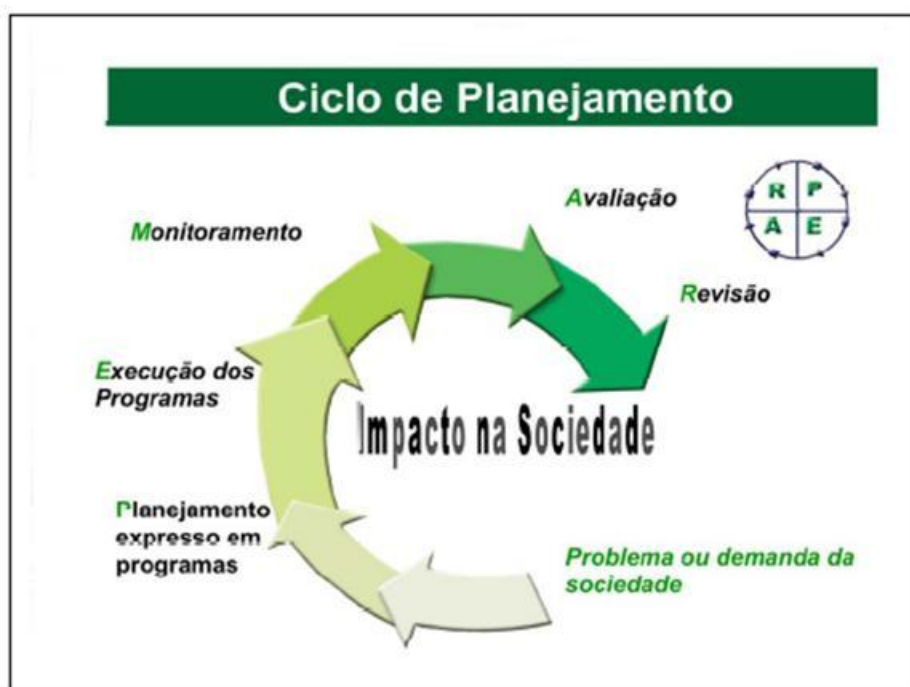 Ciclo de Planejamento
Avaliação
R P
A E
Monitoramento
Revisão
Execução dos
Programas
Impacto na Sociedade
Planejamento
expresso em
programas
Problema ou demanda da
sociedade